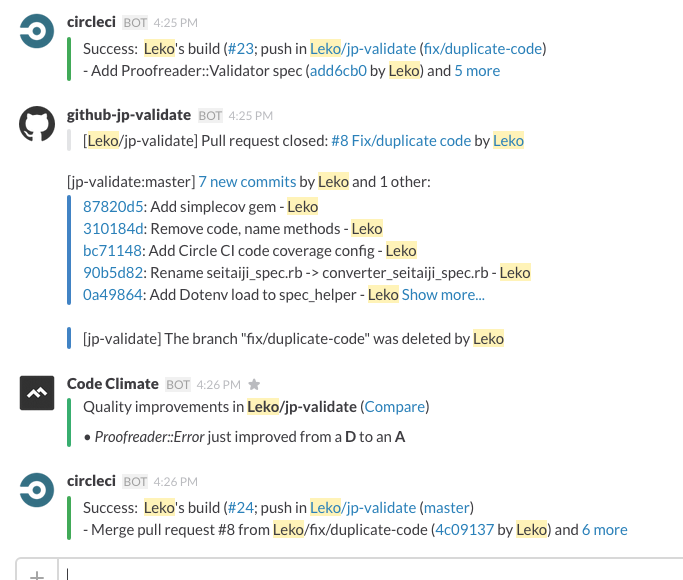 circleci BOT 4:25 PM
Success: Leko's build (#23; push in Leko/jp-validate (fix/duplicate-code)
- Add Proofreader::Validator spec (add6cb0 by Leko) and 5 more
github-jp-validate BOT 4:25 PM
[Leko/jp-validate] Pull request closed: #8 Fix/duplicate code by Leko
[jp-validate:master] 7 new commits by Leko and 1 other:
87820d5: Add simplecov gem - Leko
310184d: Remove code, name methods - Leko
bc71148: Add Circle CI code coverage config - Leko
90b5d82: Rename seitaiji_spec.rb -> converter_seitaiji_spec.rb - Leko
0a49864: Add Dotenv load to spec_helper - Leko Show more...
[jp-validate] The branch "fix/duplicate-code" was deleted by Leko
Code Climate BOT 4:26 PM ★
Quality improvements in Leko/jp-validate (Compare)
• Proofreader::Error just improved from a D to an A
circleci BOT 4:26 PM
Success: Leko's build (#24; push in Leko/jp-validate (master)
- Merge pull request #8 from Leko/fix/duplicate-code (4c09137 by Leko) and 6 more